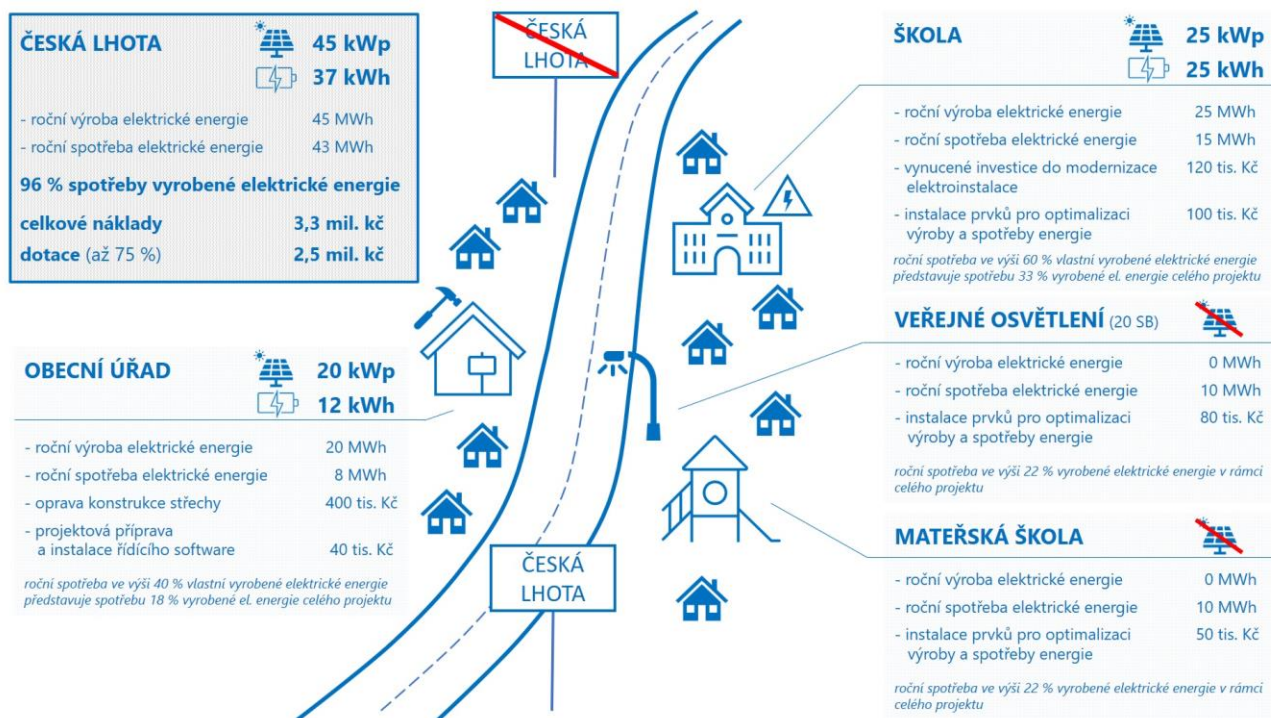 ČESKÁ LHOTA
45 kWp
37 kWh
- roční výroba elektrické energie 45 MWh
- roční spotřeba elektrické energie 43 MWh
96 % spotřeby vyrobené elektrické energie
celkové náklady 3,3 mil. kč
dotace (až 75 %) 2,5 mil. kč
ČESKÁ
LHOTA
ŠKOLA
25 kWp
25 kWh
- roční výroba elektrické energie 25 MWh
- roční spotřeba elektrické energie 15 MWh
- vynucené investice do modernizace 120 tis. Kč
elektroinstalace
- instalace prvků pro optimalizaci 100 tis. Kč
výroby a spotřeby energie
roční spotřeba ve výši 60 % vlastní vyrobené elektrické energie
představuje spotřebu 33 % vyrobené el. energie celého projektu
OBECNÍ ÚŘAD
20 kWp
12 kWh
- roční výroba elektrické energie 20 MWh
- roční spotřeba elektrické energie 8 MWh
- oprava konstrukce střechy 400 tis. Kč
- projektová příprava
a instalace řídícího software 40 tis. Kč
roční spotřeba ve výši 40 % vlastní vyrobené elektrické energie
představuje spotřebu 18 % vyrobené el. energie celého projektu
VEŘEJNÉ OSVĚTLENÍ (20 SB)
- roční výroba elektrické energie 0 MWh
- roční spotřeba elektrické energie 10 MWh
- instalace prvků pro optimalizaci 80 tis. Kč
výroby a spotřeby energie
roční spotřeba ve výši 22 % vyrobené elektrické energie v rámci
celého projektu
ČESKÁ
LHOTA
MATEŘSKÁ ŠKOLA
- roční výroba elektrické energie 0 MWh
- roční spotřeba elektrické energie 10 MWh
- instalace prvků pro optimalizaci 50 tis. Kč
výroby a spotřeby energie
roční spotřeba ve výši 22 % vyrobené elektrické energie v rámci
celého projektu